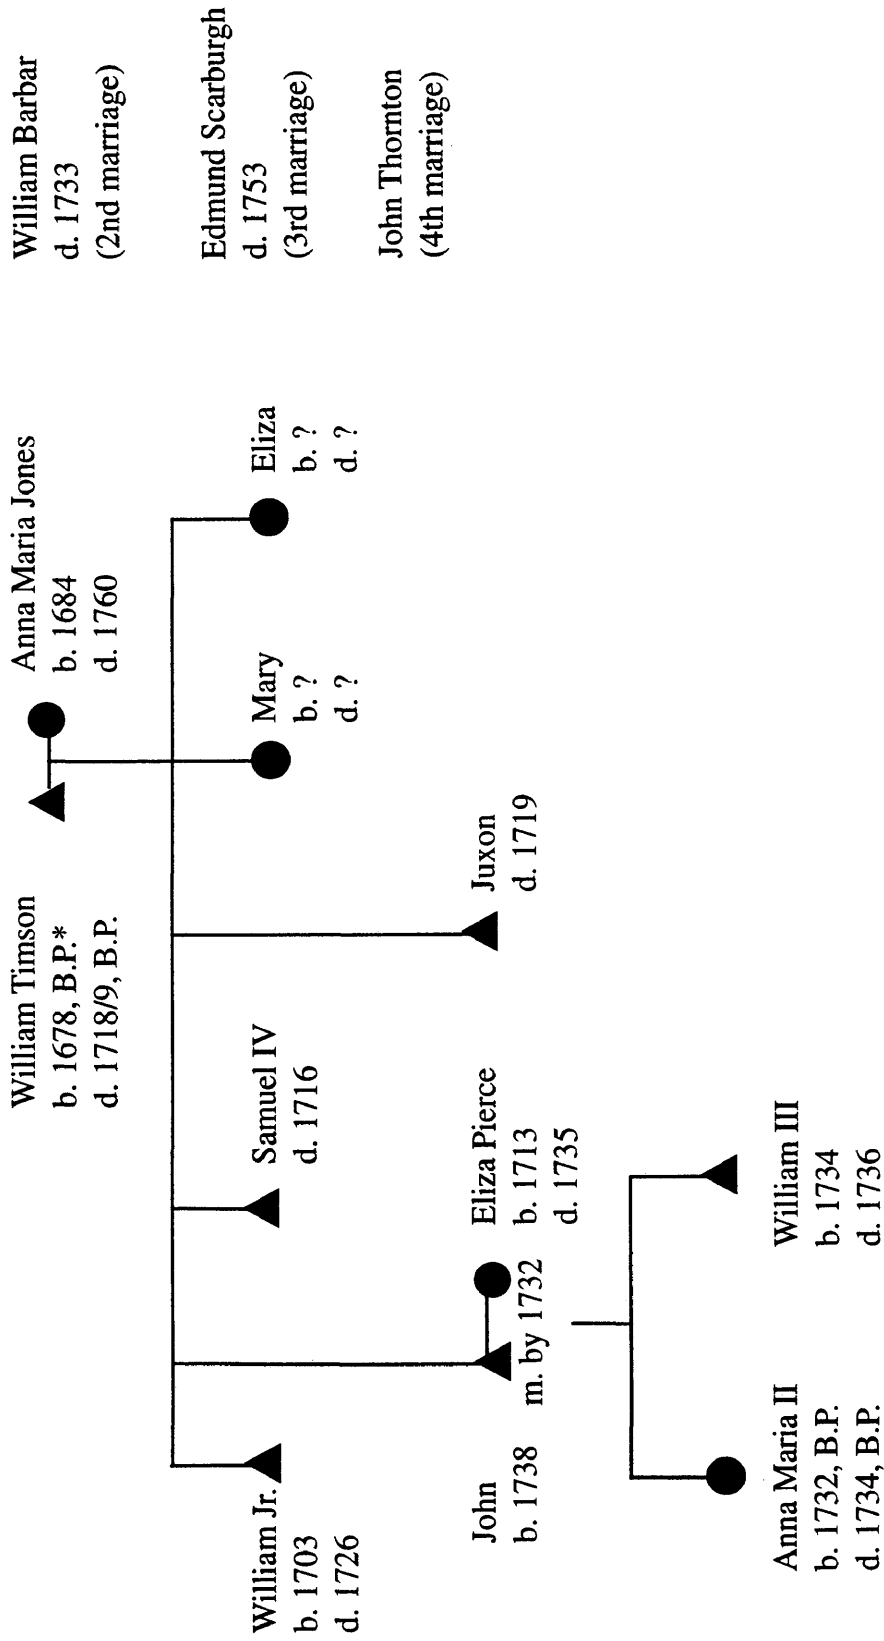 William Timson
b. 1678, B.P.*
d. 1718/9, B.P.
Anna Maria Jones
b. 1684
d. 1760
William Barbar
d. 1733
(2nd marriage)
Edmund Scarburgh
d. 1753
(3rd marriage)
John Thornton
(4th marriage)
William Jr.
b. 1703
d. 1726
Samuel IV
d. 1716
Mary
b. ?
d. ?
Eliza
b. ?
d. ?
John
b. 1738
m. by 1732
Eliza Pierce
b. 1713
d. 1735
Juxon
d. 1719
Anna Maria II
b. 1732, B.P.
d. 1734, B.P.
William III
b. 1734
d. 1736